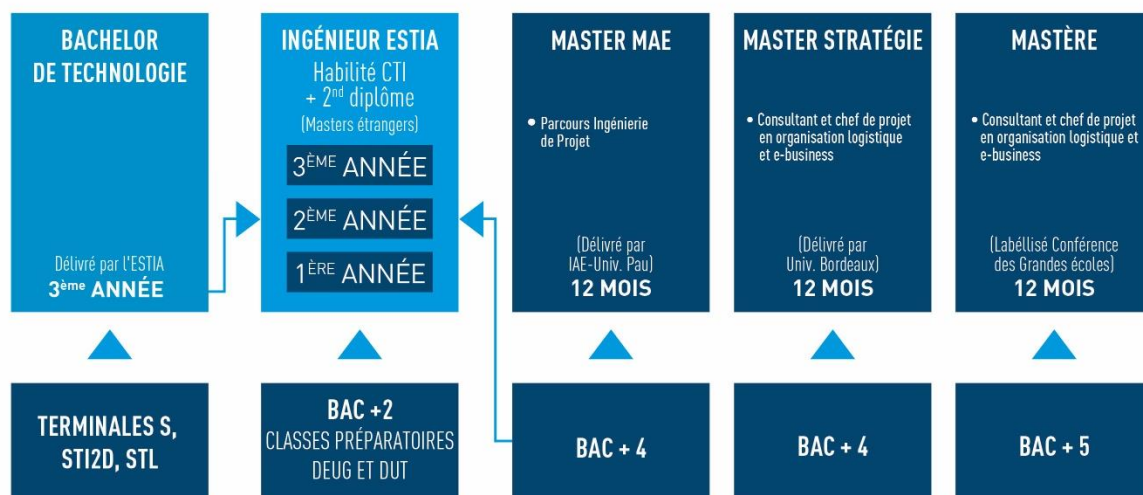 BACHELOR
DE TECHNOLOGIE
Délivré par l'ESTIA
3ème ANNÉE
INGÉNIEUR ESTIA
Habilité CTI
+ 2nd diplôme
(Masters étrangers)
3ÈME ANNÉE
2ÈME ANNÉE
1ÈRE ANNÉE
MASTER MAE
• Parcours Ingénierie
de Projet
(Délivré par
IAE-Univ. Pau)
12 MOIS
MASTER STRATÉGIE
• Consultant et chef de projet
en organisation logistique
et e-business
(Délivré par
Univ. Bordeaux)
12 MOIS
MASTÈRE
• Consultant et chef de projet
en organisation logistique et
e-business
(Labéllisé Conférence
des Grandes écoles)
12 MOIS
TERMINALES S,
STI2D, STL
BAC +2
CLASSES PRÉPARATOIRES
DEUG ET DUT
BAC + 4
BAC + 4
BAC + 5